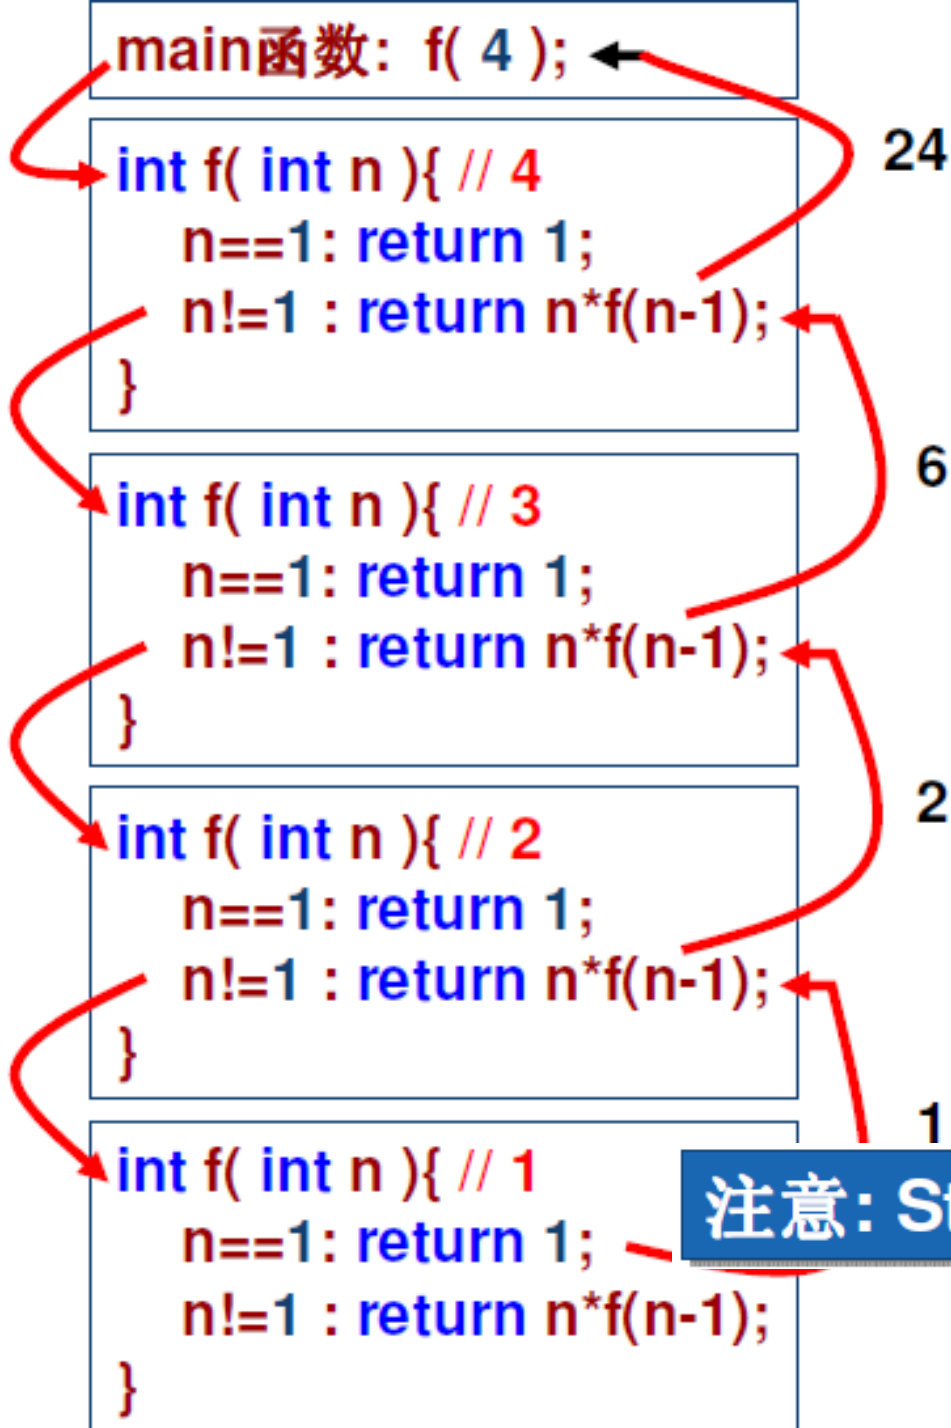 main函数: f( 4 );
24
int f( int n ){ // 4
n==1: return 1;
n!=1 : return n*f(n-1);
}
6
int f( int n ){ // 3
n==1: return 1;
n!=1 : return n*f(n-1);
}
2
int f( int n ){ // 2
n==1: return 1;
n!=1 : return n*f(n-1);
}
1
int f( int n ){ // 1
注意: St
n==1: return 1;
n!=1 : return n*f(n-1);
}